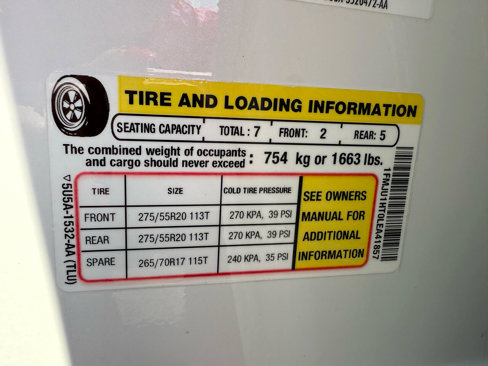 TIRE AND LOADING INFORMATION
SEATING CAPACITY TOTAL : 7 FRONT: 2 REAR: 5
The combined weight of occupants
and cargo should never exceed : 754 kg or 1663 lbs.
TIRE SIZE COLD TIRE PRESSURE
FRONT 275/55R20 113T 270 KPA, 39 PSI
REAR 275/55R20 113T 270 KPA, 39 PSI
SPARE 265/70R17 115T 240 KPA, 35 PSI
SEE OWNERS
MANUAL FOR
ADDITIONAL
INFORMATION
▽5U5A-1532-AA (TLU)
1FMJU1HT0LEA41857